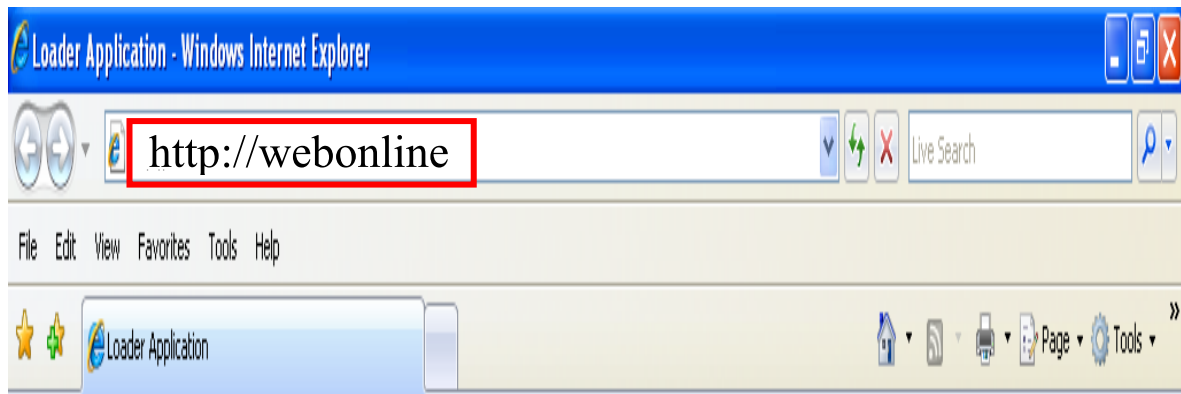 Loader Application - Windows Internet Explorer
http://webonline Live Search
File Edit View Favorites Tools Help
Loader Application Page Tools »